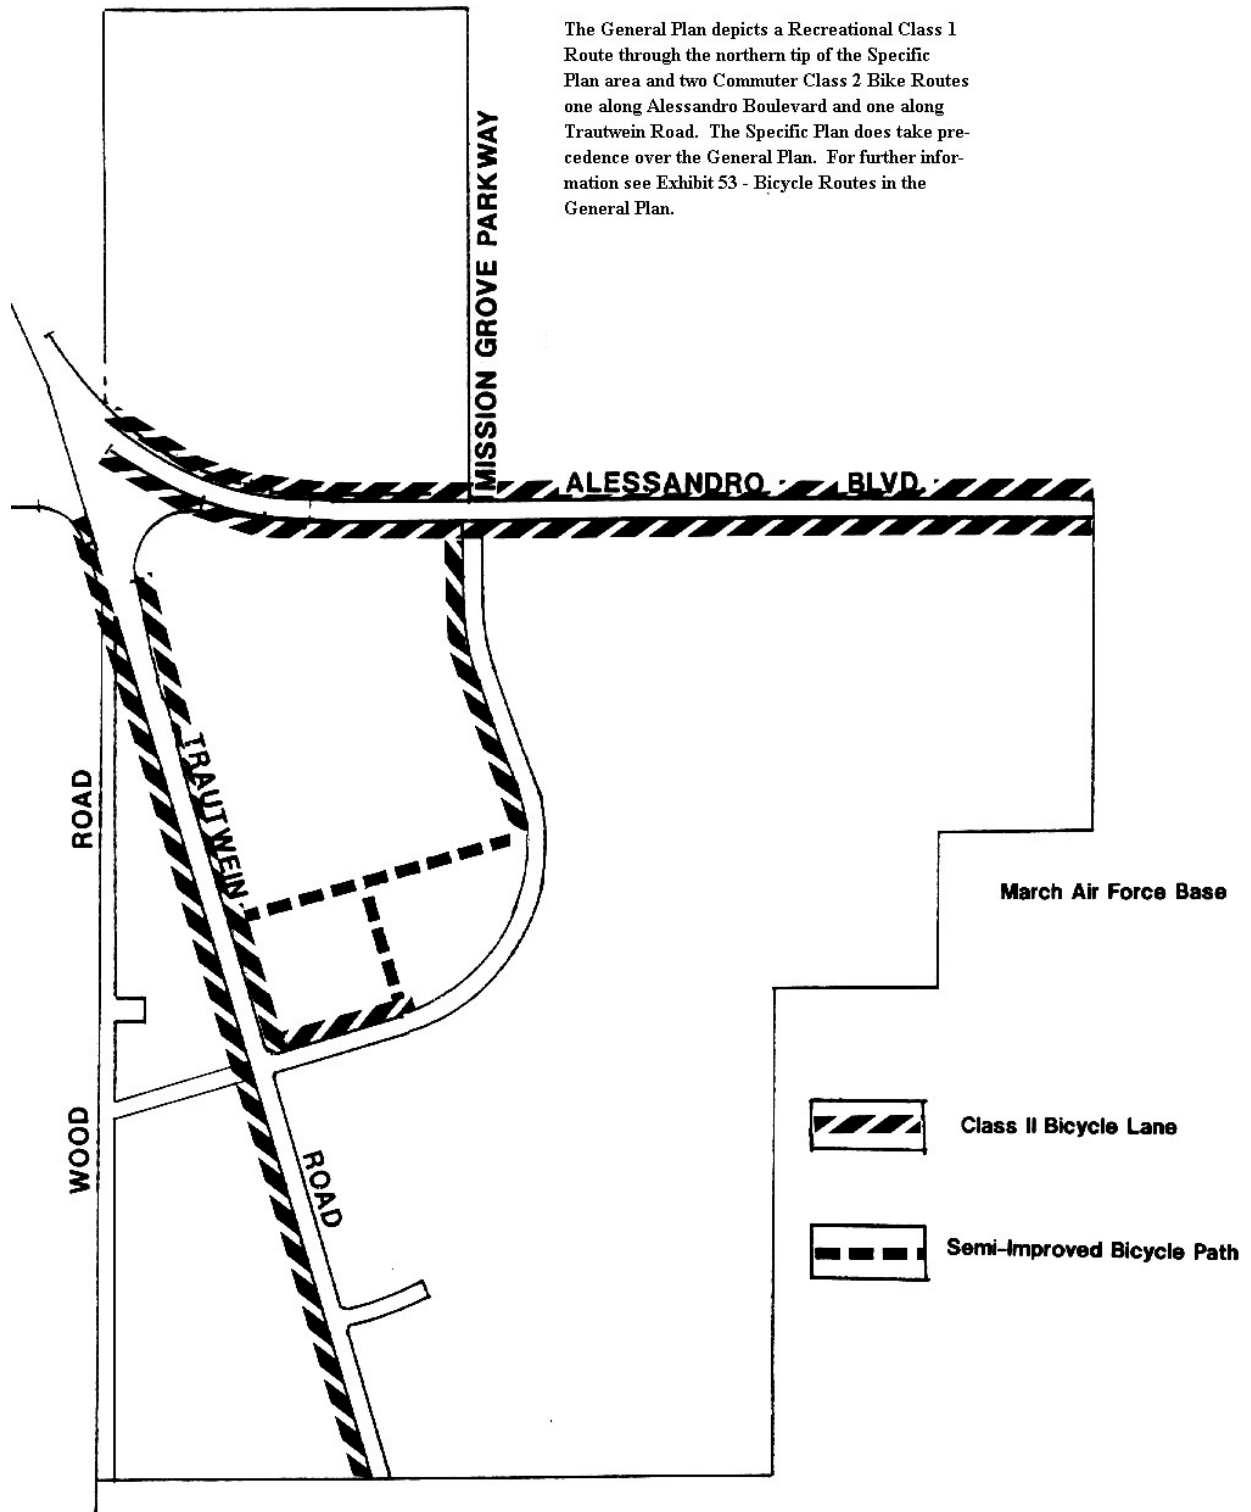 The General Plan depicts a Recreational Class 1
Route through the northern tip of the Specific
Plan area and two Commuter Class 2 Bike Routes
one along Alessandro Boulevard and one along
Trautwein Road.  The Specific Plan does take pre-
cedence over the General Plan.  For further infor-
mation see Exhibit 53 - Bicycle Routes in the
General Plan.
MISSION GROVE PARKWAY
ALESSANDRO BLVD.
TRAUTWEIN
ROAD
WOOD
ROAD
March Air Force Base
Class II Bicycle Lane
Semi-Improved Bicycle Path